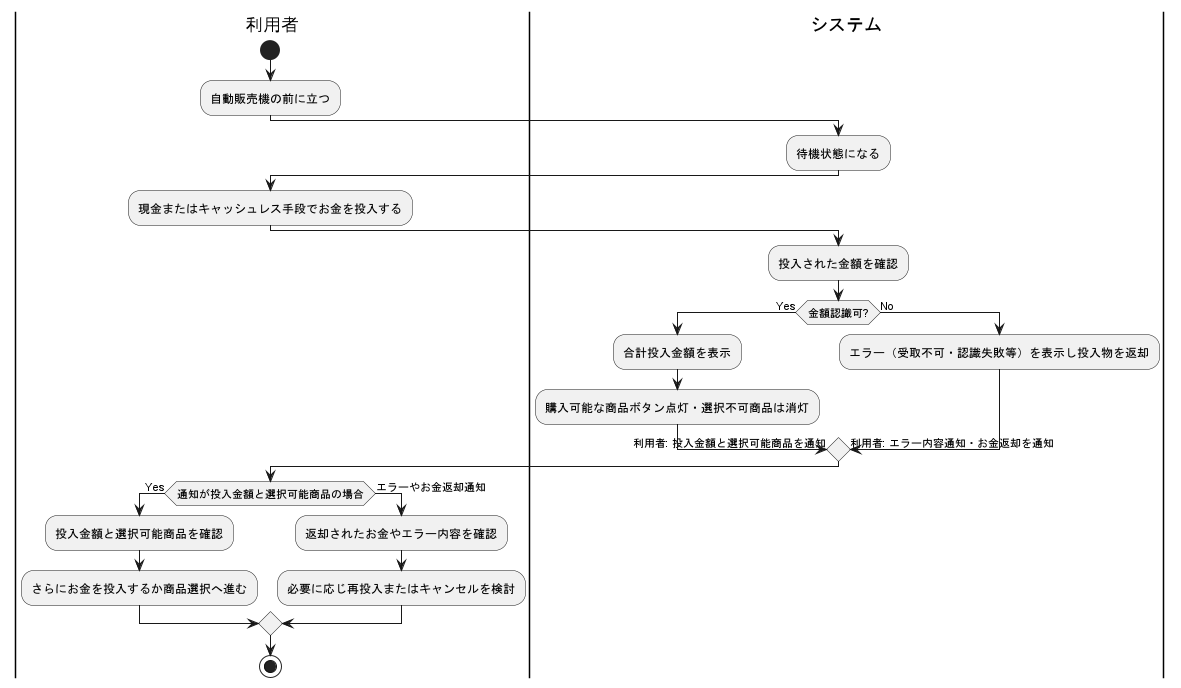 利用者
システム
自動販売機の前に立つ
待機状態になる
現金またはキャッシュレス手段でお金を投入する
投入された金額を確認
Yes
金額認識可?
No
合計投入金額を表示
エラー（受取不可・認識失敗等）を表示し投入物を返却
購入可能な商品ボタン点灯・選択不可商品は消灯
利用者: 投入金額と選択可能商品を通知
利用者: エラー内容通知・お金返却を通知
Yes
通知が投入金額と選択可能商品の場合
エラーやお金返却通知
投入金額と選択可能商品を確認
返却されたお金やエラー内容を確認
さらにお金を投入するか商品選択へ進む
必要に応じ再投入またはキャンセルを検討